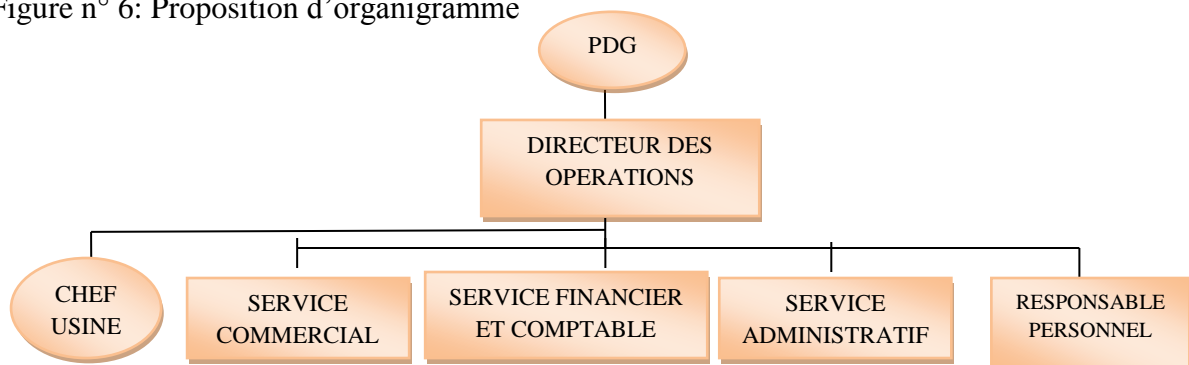 Figure n° 6: Proposition d’organigramme
PDG
DIRECTEUR DES
OPERATIONS
CHEF
USINE
SERVICE
COMMERCIAL
SERVICE FINANCIER
ET COMPTABLE
SERVICE
ADMINISTRATIF
RESPONSABLE
PERSONNEL